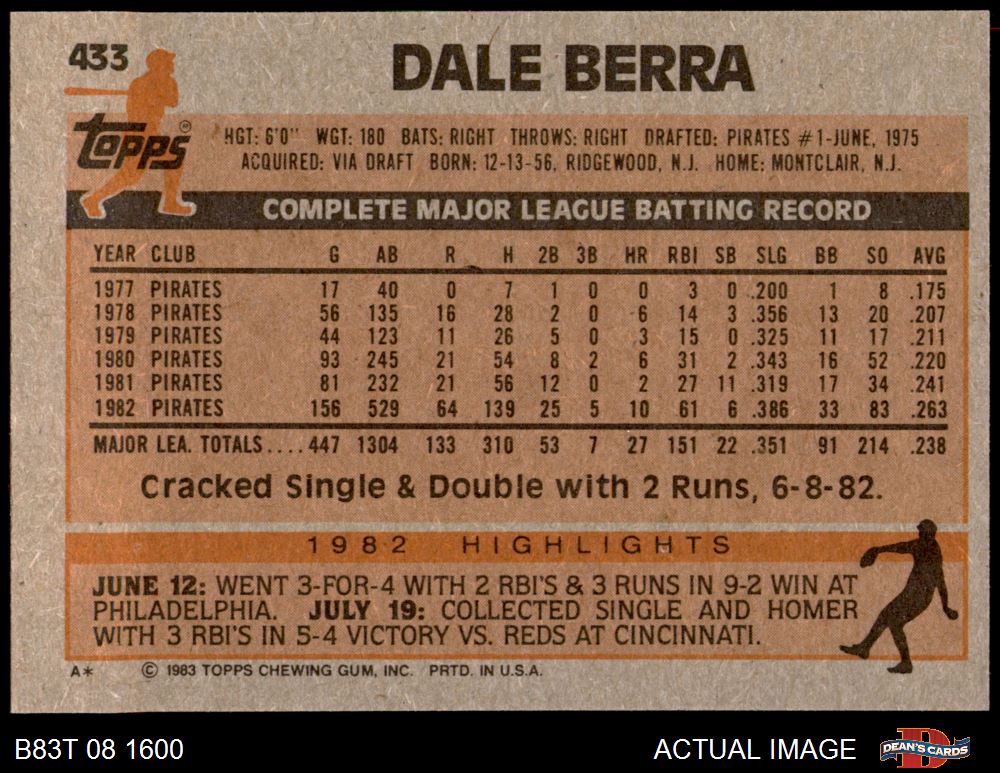 433
DALE BERRA
topps®
HGT: 6'0" WGT: 180 BATS: RIGHT THROWS: RIGHT DRAFTED: PIRATES #1-JUNE, 1975
ACQUIRED: VIA DRAFT BORN: 12-13-56, RIDGEWOOD, N.J. HOME: MONTCLAIR, N.J.
COMPLETE MAJOR LEAGUE BATTING RECORD
YEAR CLUB G AB R H 2B 3B HR RBI SB SLG BB SO AVG
1977 PIRATES 17 40 0 7 1 0 0 3 0 .200 1 8 .175
1978 PIRATES 56 135 16 28 2 0 6 14 3 .356 13 20 .207
1979 PIRATES 44 123 11 26 5 0 3 15 0 .325 11 17 .211
1980 PIRATES 93 245 21 54 8 2 6 31 2 .343 16 52 .220
1981 PIRATES 81 232 21 56 12 0 2 27 11 .319 17 34 .241
1982 PIRATES 156 529 64 139 25 5 10 61 6 .386 33 83 .263
MAJOR LEA. TOTALS....447 1304 133 310 53 7 27 151 22 .351 91 214 .238
Cracked Single & Double with 2 Runs, 6-8-82.
1982 HIGHLIGHTS
JUNE 12: WENT 3-FOR-4 WITH 2 RBI'S & 3 RUNS IN 9-2 WIN AT
PHILADELPHIA. JULY 19: COLLECTED SINGLE AND HOMER
WITH 3 RBI'S IN 5-4 VICTORY VS. REDS AT CINCINNATI.
A* © 1983 TOPPS CHEWING GUM, INC. PRTD. IN U.S.A.
B83T 08 1600 ACTUAL IMAGE DEAN'S CARDS